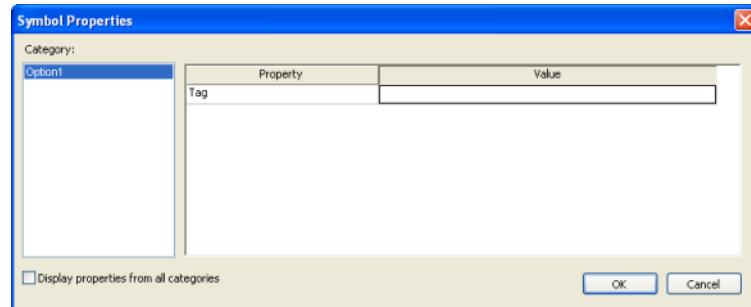 Symbol Properties
Category:
Option1
Property Value
Tag
Display properties from all categories
OK Cancel